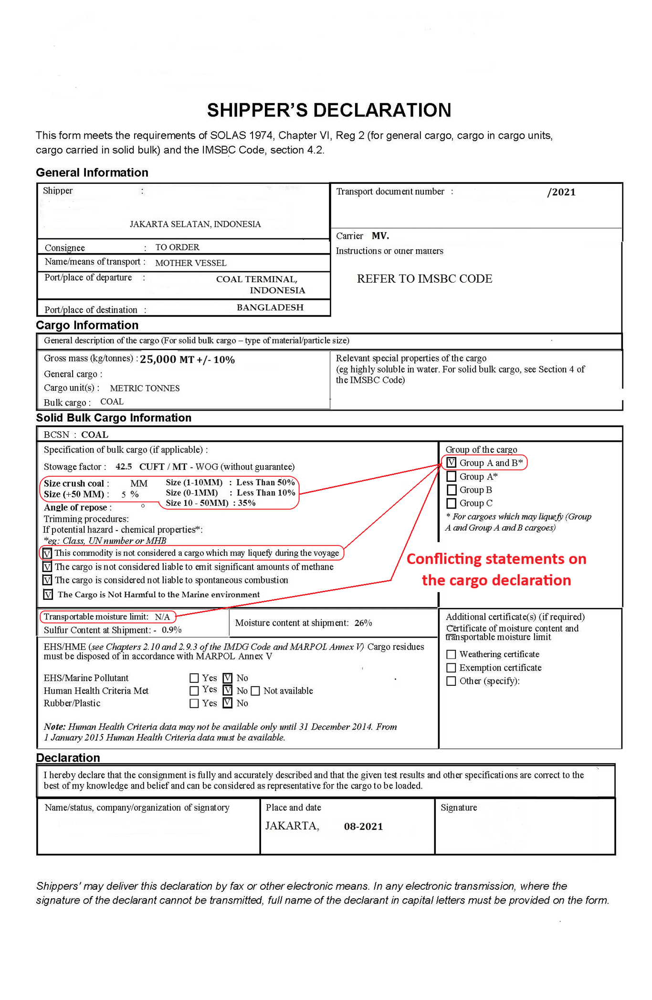 SHIPPER'S DECLARATION
This form meets the requirements of SOLAS 1974, Chapter VI, Reg 2 (for general cargo, cargo in cargo units,
cargo carried in solid bulk) and the IMSBC Code, section 4.2.
General Information
Shipper :
JAKARTA SELATAN, INDONESIA
Transport document number : /2021
Carrier MV.
Instructions or other matters
REFER TO IMSBC CODE
Consignee : TO ORDER
Name/means of transport : MOTHER VESSEL
Port/place of departure : COAL TERMINAL,
INDONESIA
Port/place of destination : BANGLADESH
Cargo Information
General description of the cargo (For solid bulk cargo – type of material/particle size)
Gross mass (kg/tonnes) : 25,000 MT +/- 10%
General cargo :
Cargo unit(s) : METRIC TONNES
Bulk cargo : COAL
Relevant special properties of the cargo
(eg highly soluble in water. For solid bulk cargo, see Section 4 of
the IMSBC Code)
Solid Bulk Cargo Information
BCSN : COAL
Specification of bulk cargo (if applicable) :
Stowage factor : 42.5 CUFT / MT - WOG (without guarantee)
Size crush coal : MM Size (1-10MM) : Less Than 50%
Size (+50 MM) : 5 % Size (0-1MM) : Less Than 10%
Size 10 - 50MM) : 35%
Angle of repose : °
Trimming procedures:
If potential hazard - chemical properties*:
*eg: Class, UN number or MHB
V This commodity is not considered a cargo which may liquefy during the voyage
V The cargo is not considered liable to emit significant amounts of methane
V The cargo is considered not liable to spontaneous combustion
V The Cargo is Not Harmful to the Marine environment
Group of the cargo
V Group A and B*
Group A*
Group B
Group C
* For cargoes which may liquefy (Group
A and Group A and B cargoes)
Conflicting statements on
the cargo declaration
Transportable moisture limit: N/A
Sulfur Content at Shipment: - 0.9%
Moisture content at shipment: 26%
Additional certificate(s) (if required)
Certificate of moisture content and
transportable moisture limit
Weathering certificate
Exemption certificate
Other (specify):
EHS/HME (see Chapters 2.10 and 2.9.3 of the IMDG Code and MARPOL Annex V) Cargo residues
must be disposed of in accordance with MARPOL Annex V
EHS/Marine Pollutant Yes V No
Human Health Criteria Met Yes V No Not available
Rubber/Plastic Yes V No
Note: Human Health Criteria data may not be available only until 31 December 2014. From
1 January 2015 Human Health Criteria data must be available.
Declaration
I hereby declare that the consignment is fully and accurately described and that the given test results and other specifications are correct to the
best of my knowledge and belief and can be considered as representative for the cargo to be loaded.
Name/status, company/organization of signatory
Place and date
JAKARTA, 08-2021
Signature
Shippers' may deliver this declaration by fax or other electronic means. In any electronic transmission, where the
signature of the declarant cannot be transmitted, full name of the declarant in capital letters must be provided on the form.